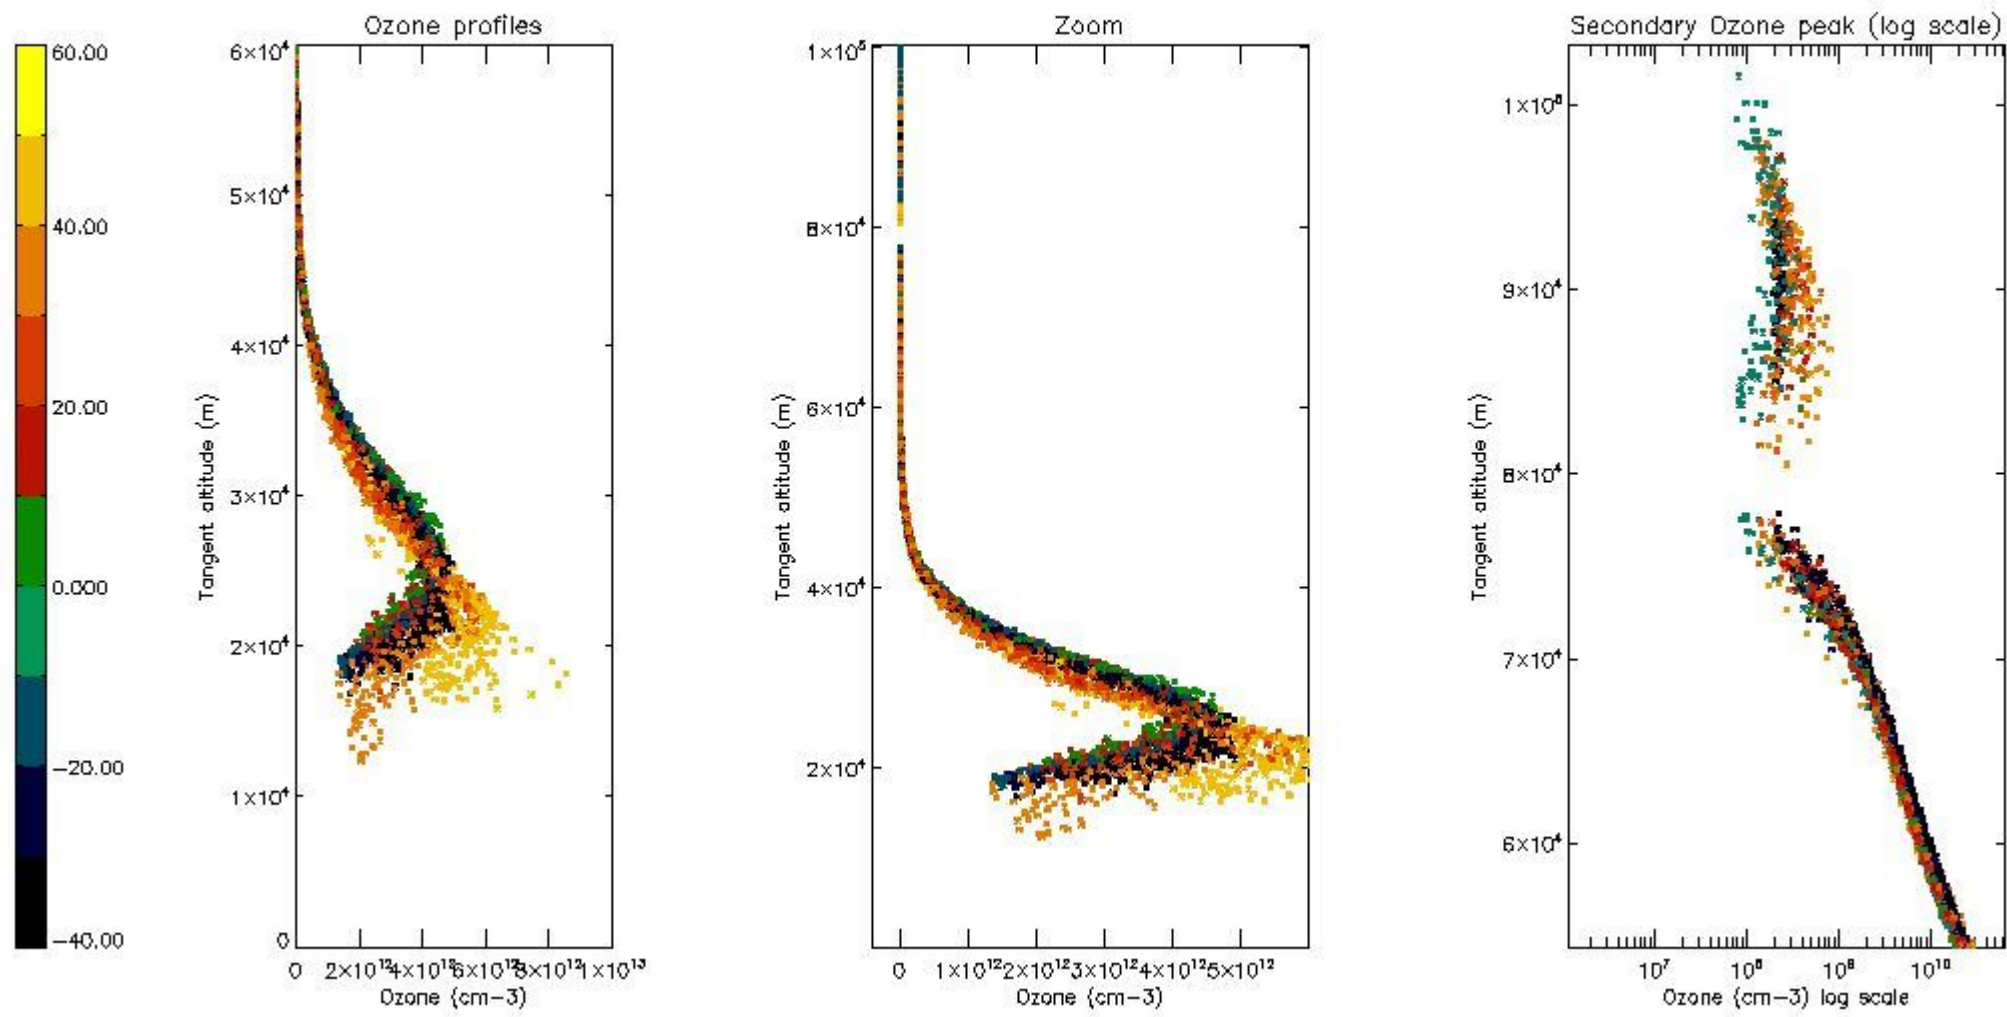 Ozone profiles
Zoom
Secondary Ozone peak (log scale)
60.00
40.00
20.00
0.000
−20.00
−40.00
6×10⁴
5×10⁴
4×10⁴
3×10⁴
2×10⁴
1×10⁴
0
Tangent altitude (m)
0 2×10¹² 4×10¹² 6×10¹² 8×10¹² 1×10¹³
Ozone (cm−3)
1×10⁵
8×10⁴
6×10⁴
4×10⁴
2×10⁴
Tangent altitude (m)
0 1×10¹² 2×10¹² 3×10¹² 4×10¹² 5×10¹²
Ozone (cm−3)
1×10⁵
9×10⁴
8×10⁴
7×10⁴
6×10⁴
Tangent altitude (m)
10⁷ 10⁸ 10⁹ 10¹⁰
Ozone (cm−3) log scale